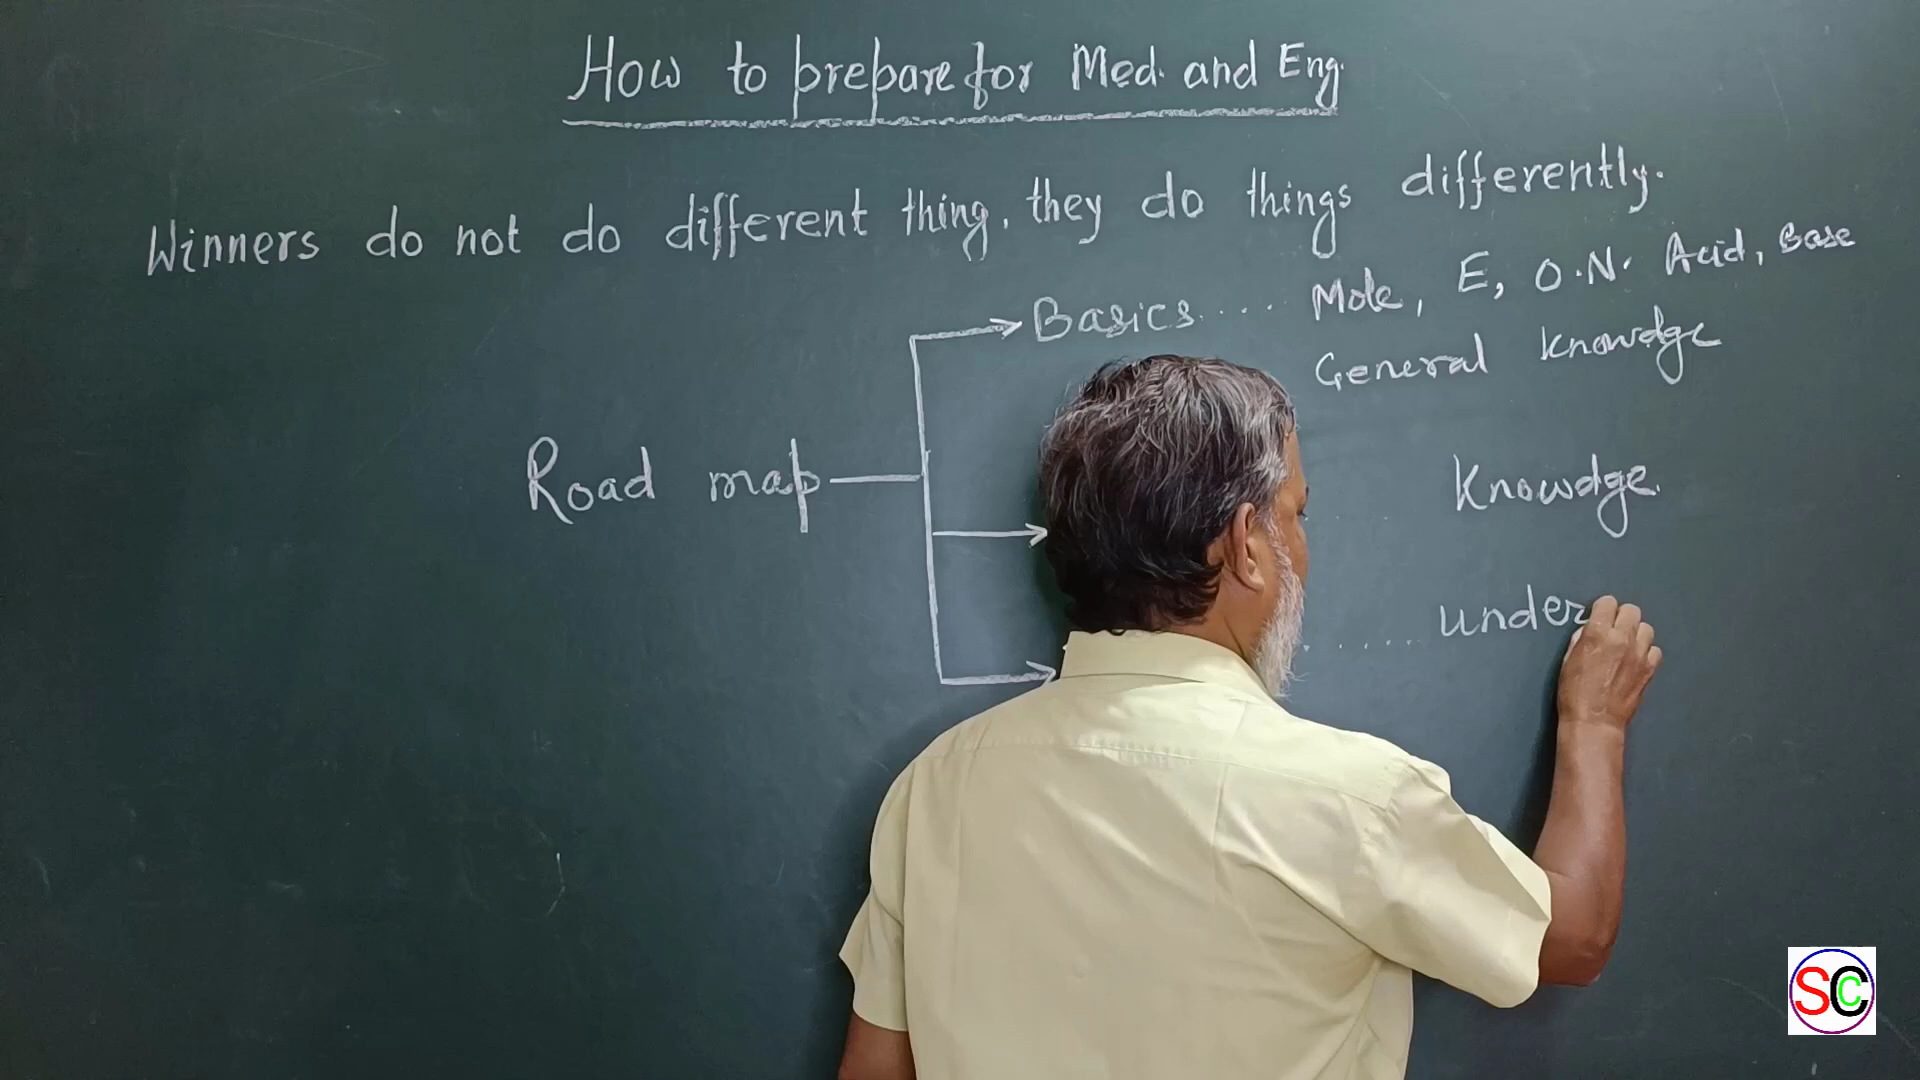 How to prepare for Med. and Eng.
Winners do not do different thing, they do things differently.
Basics .... Mole, E, O.N. Acid, Base
General Knowdge
Road map
Knowdge.
...... under
SC